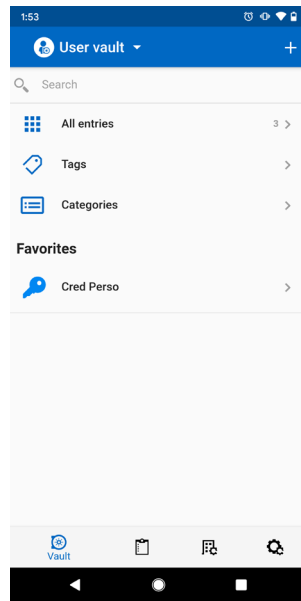 1:53
User vault
Search
All entries 3
Tags
Categories
Favorites
Cred Perso
Vault